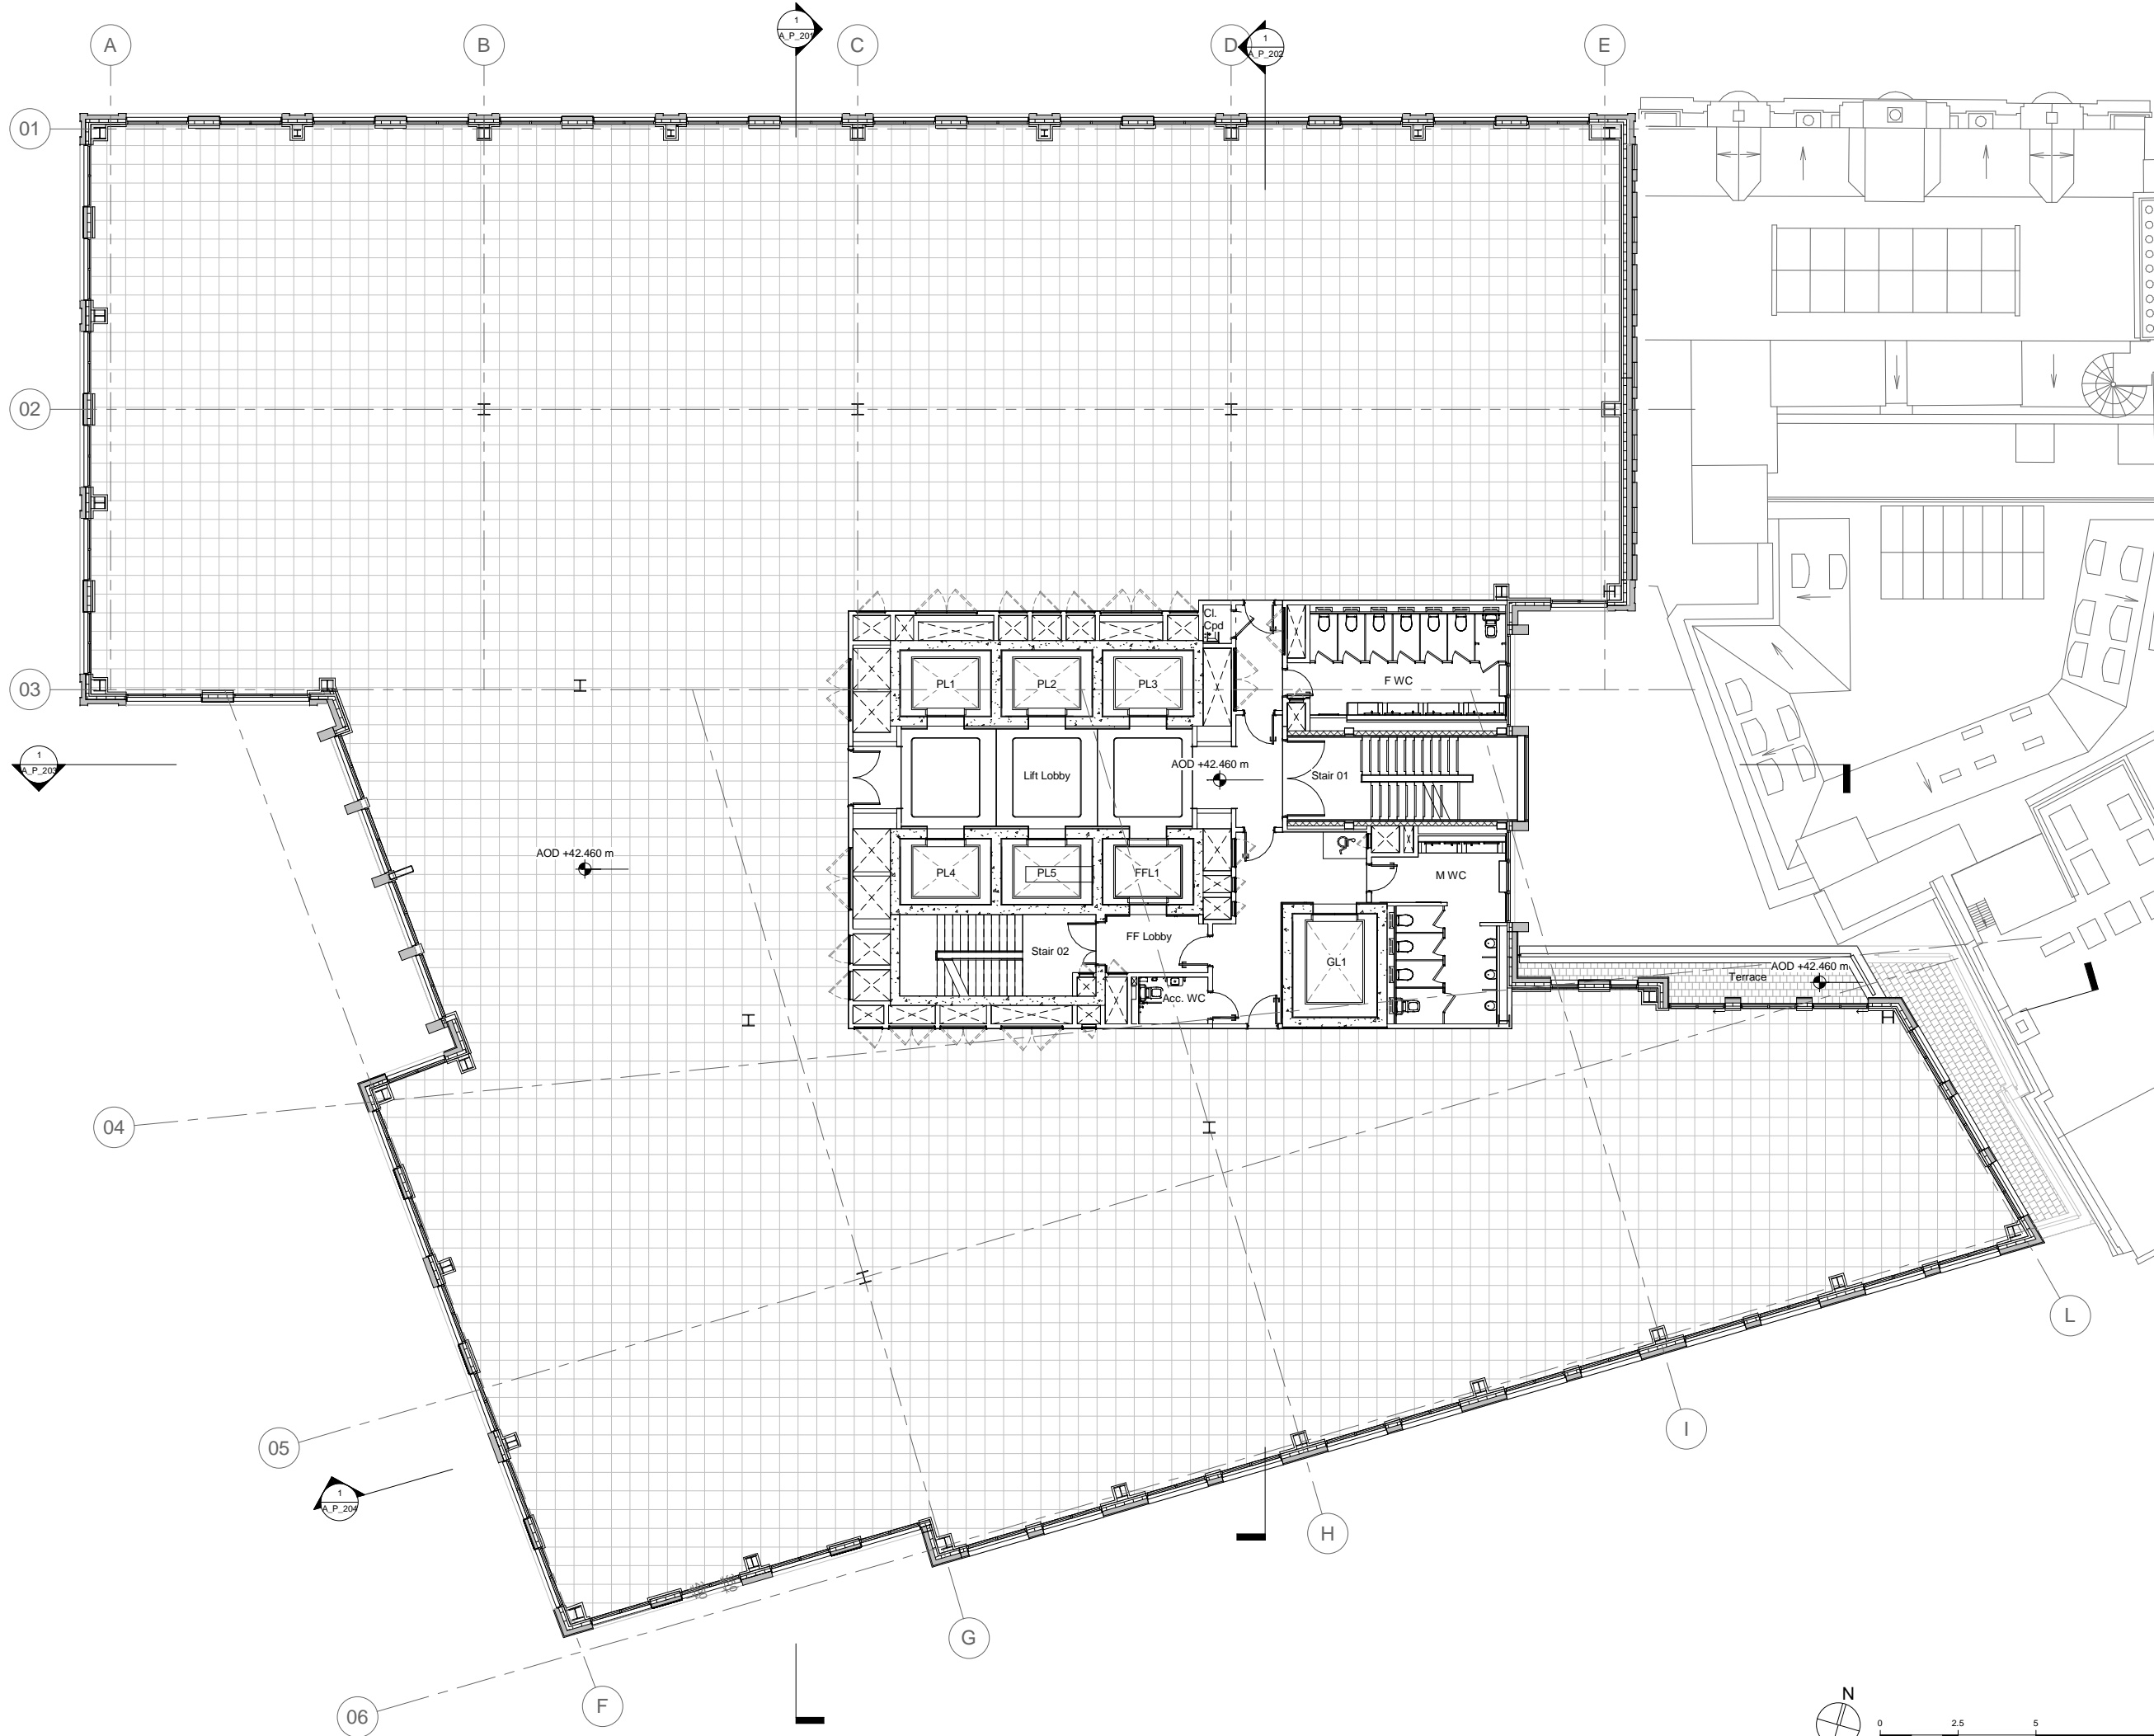 A
B
1
A_P_201
C
D
1
A_P_202
E
01
02
03
Cl.
Cpd
PL1
PL2
PL3
F WC
1
A_P_203
Lift Lobby
AOD +42.460 m
Stair 01
AOD +42.460 m
PL4
PL5
FFL1
M WC
FF Lobby
Stair 02
GL1
AOD +42.460 m
Terrace
Acc. WC
04
L
I
05
1
A_P_204
H
G
F
06
N
0
2.5
5